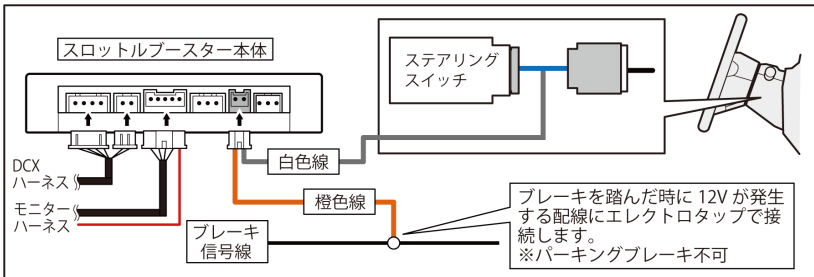 スロットルブースター本体
ステアリング
スイッチ
DCX
ハーネス
モニター
ハーネス
白色線
橙色線
ブレーキ
信号線
ブレーキを踏んだ時に 12V が発生
する配線にエレクトロタップで接
続します。
※パーキングブレーキ不可